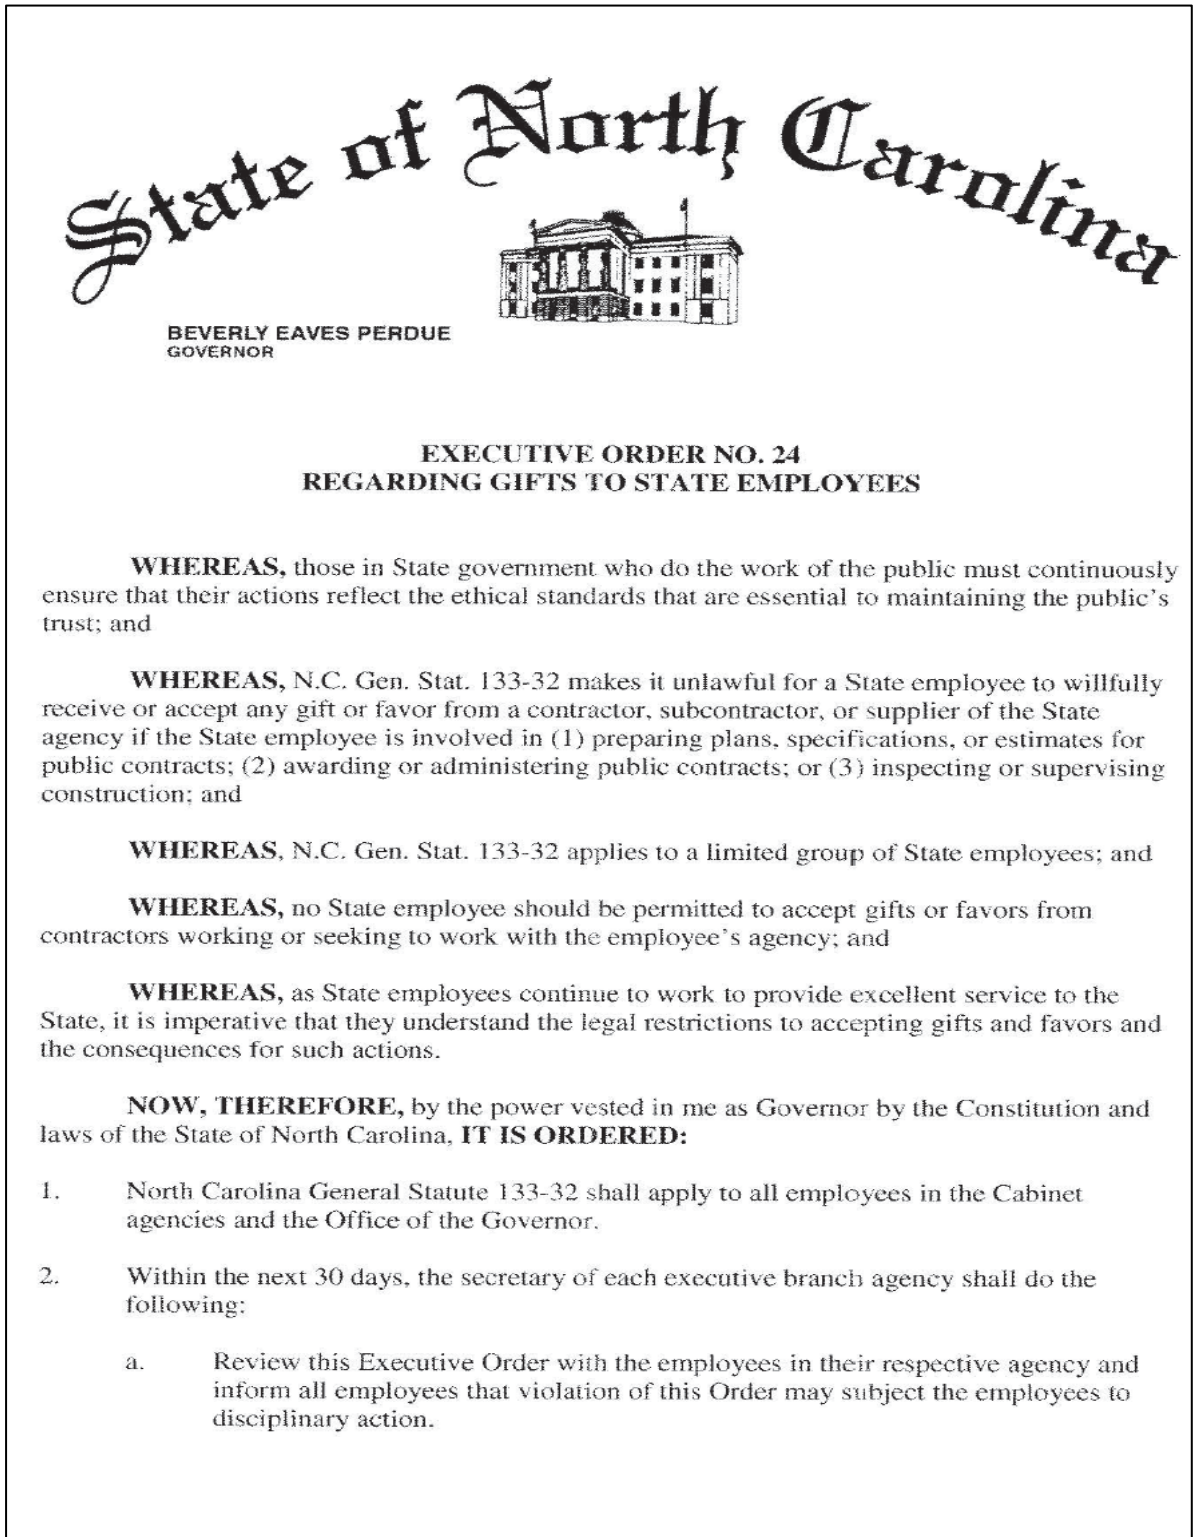 State of North Carolina
BEVERLY EAVES PERDUE
GOVERNOR
EXECUTIVE ORDER NO. 24
REGARDING GIFTS TO STATE EMPLOYEES
WHEREAS, those in State government who do the work of the public must continuously
ensure that their actions reflect the ethical standards that are essential to maintaining the public's
trust; and
WHEREAS, N.C. Gen. Stat. 133-32 makes it unlawful for a State employee to willfully
receive or accept any gift or favor from a contractor, subcontractor, or supplier of the State
agency if the State employee is involved in (1) preparing plans, specifications, or estimates for
public contracts; (2) awarding or administering public contracts; or (3) inspecting or supervising
construction; and
WHEREAS, N.C. Gen. Stat. 133-32 applies to a limited group of State employees; and
WHEREAS, no State employee should be permitted to accept gifts or favors from
contractors working or seeking to work with the employee's agency; and
WHEREAS, as State employees continue to work to provide excellent service to the
State, it is imperative that they understand the legal restrictions to accepting gifts and favors and
the consequences for such actions.
NOW, THEREFORE, by the power vested in me as Governor by the Constitution and
laws of the State of North Carolina, IT IS ORDERED:
1. North Carolina General Statute 133-32 shall apply to all employees in the Cabinet
agencies and the Office of the Governor.
2. Within the next 30 days, the secretary of each executive branch agency shall do the
following:
a. Review this Executive Order with the employees in their respective agency and
inform all employees that violation of this Order may subject the employees to
disciplinary action.